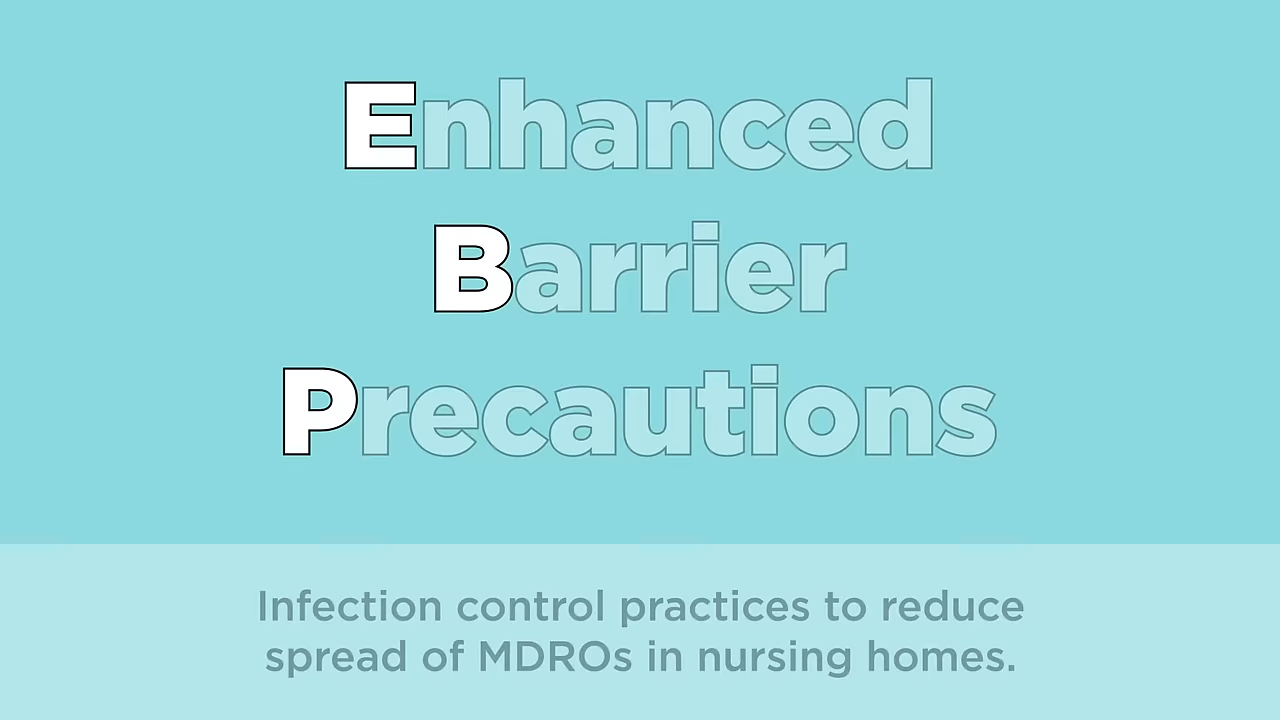 Enhanced
Barrier
Precautions
Infection control practices to reduce
spread of MDROs in nursing homes.